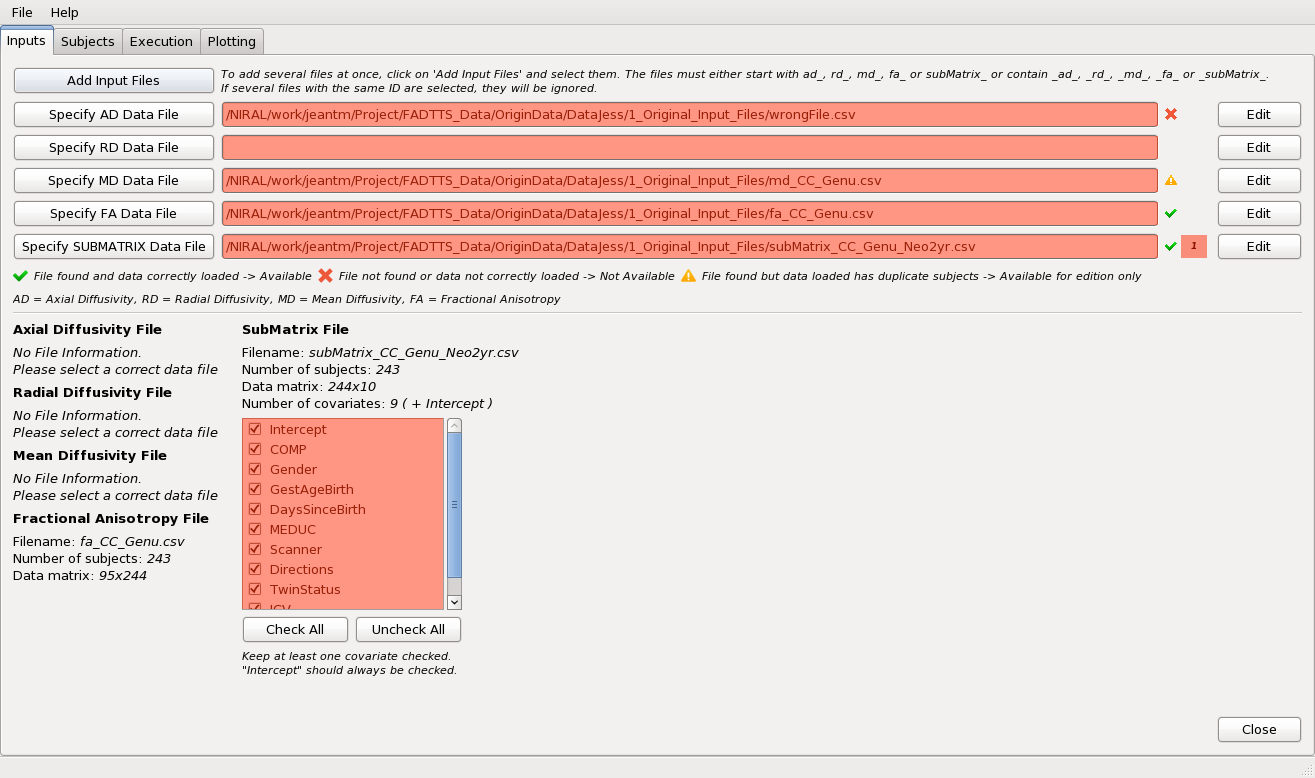 File Help
Inputs Subjects Execution Plotting
Add Input Files
To add several files at once, click on 'Add Input Files' and select them. The files must either start with ad_, rd_, md_, fa_ or subMatrix_ or contain _ad_, _rd_, _md_, _fa_ or _subMatrix_.
If several files with the same ID are selected, they will be ignored.
Specify AD Data File /NIRAL/work/jeantm/Project/FADTTS_Data/OriginData/DataJess/1_Original_Input_Files/wrongFile.csv Edit
Specify RD Data File Edit
Specify MD Data File /NIRAL/work/jeantm/Project/FADTTS_Data/OriginData/DataJess/1_Original_Input_Files/md_CC_Genu.csv Edit
Specify FA Data File /NIRAL/work/jeantm/Project/FADTTS_Data/OriginData/DataJess/1_Original_Input_Files/fa_CC_Genu.csv Edit
Specify SUBMATRIX Data File /NIRAL/work/jeantm/Project/FADTTS_Data/OriginData/DataJess/1_Original_Input_Files/subMatrix_CC_Genu_Neo2yr.csv 1 Edit
File found and data correctly loaded -> Available File not found or data not correctly loaded -> Not Available File found but data loaded has duplicate subjects -> Available for edition only
AD = Axial Diffusivity, RD = Radial Diffusivity, MD = Mean Diffusivity, FA = Fractional Anisotropy
Axial Diffusivity File
No File Information.
Please select a correct data file
Radial Diffusivity File
No File Information.
Please select a correct data file
Mean Diffusivity File
No File Information.
Please select a correct data file
Fractional Anisotropy File
Filename: fa_CC_Genu.csv
Number of subjects: 243
Data matrix: 95x244
SubMatrix File
Filename: subMatrix_CC_Genu_Neo2yr.csv
Number of subjects: 243
Data matrix: 244x10
Number of covariates: 9 ( + Intercept )
Intercept
COMP
Gender
GestAgeBirth
DaysSinceBirth
MEDUC
Scanner
Directions
TwinStatus
ICV
Check All Uncheck All
Keep at least one covariate checked.
"Intercept" should always be checked.
Close